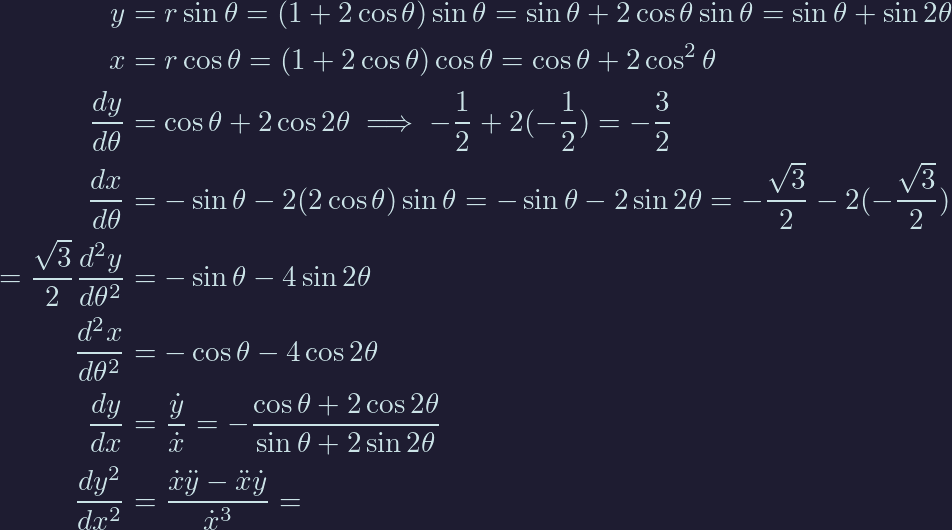 y = r sin θ = (1 + 2 cos θ) sin θ = sin θ + 2 cos θ sin θ = sin θ + sin 2θ
x = r cos θ = (1 + 2 cos θ) cos θ = cos θ + 2 cos² θ
dy/dθ = cos θ + 2 cos 2θ ⟹ −1/2 + 2(−1/2) = −3/2
dx/dθ = − sin θ − 2(2 cos θ) sin θ = − sin θ − 2 sin 2θ = −√3/2 − 2(−√3/2)
= √3/2 d²y/dθ² = − sin θ − 4 sin 2θ
d²x/dθ² = − cos θ − 4 cos 2θ
dy/dx = ẏ/ẋ = −(cos θ + 2 cos 2θ)/(sin θ + 2 sin 2θ)
dy²/dx² = (ẋÿ − ẍẏ)/ẋ³ =